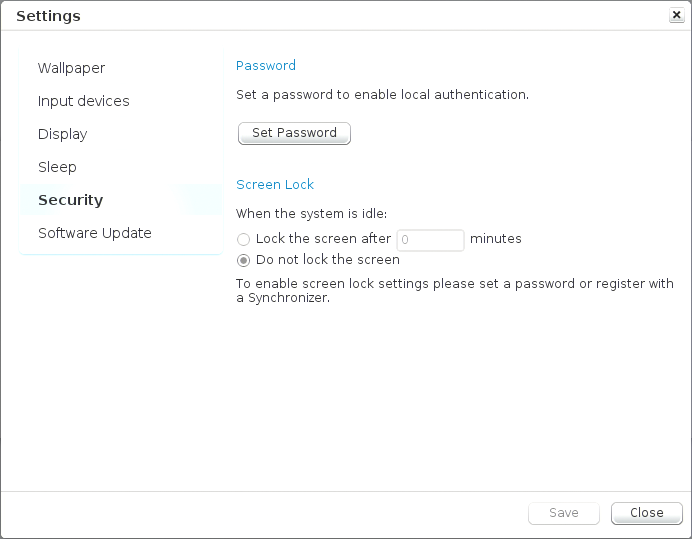 Settings
Wallpaper
Input devices
Display
Sleep
Security
Software Update
Password
Set a password to enable local authentication.
Set Password
Screen Lock
When the system is idle:
Lock the screen after 0 minutes
Do not lock the screen
To enable screen lock settings please set a password or register with
a Synchronizer.
Save
Close